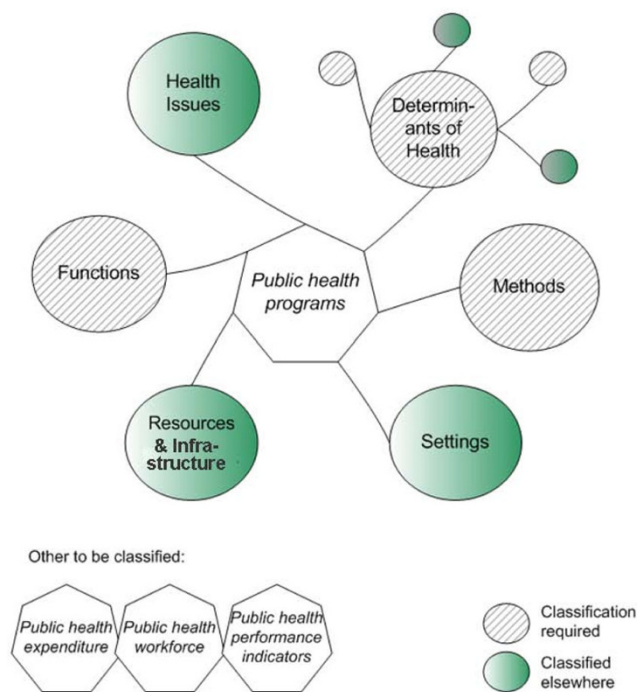 Health
Issues
Determin-
ants of
Health
Functions
Public health
programs
Methods
Resources
& Infra-
structure
Settings
Other to be classified:
Public health
expenditure
Public health
workforce
Public health
performance
indicators
Classification
required
Classified
elsewhere